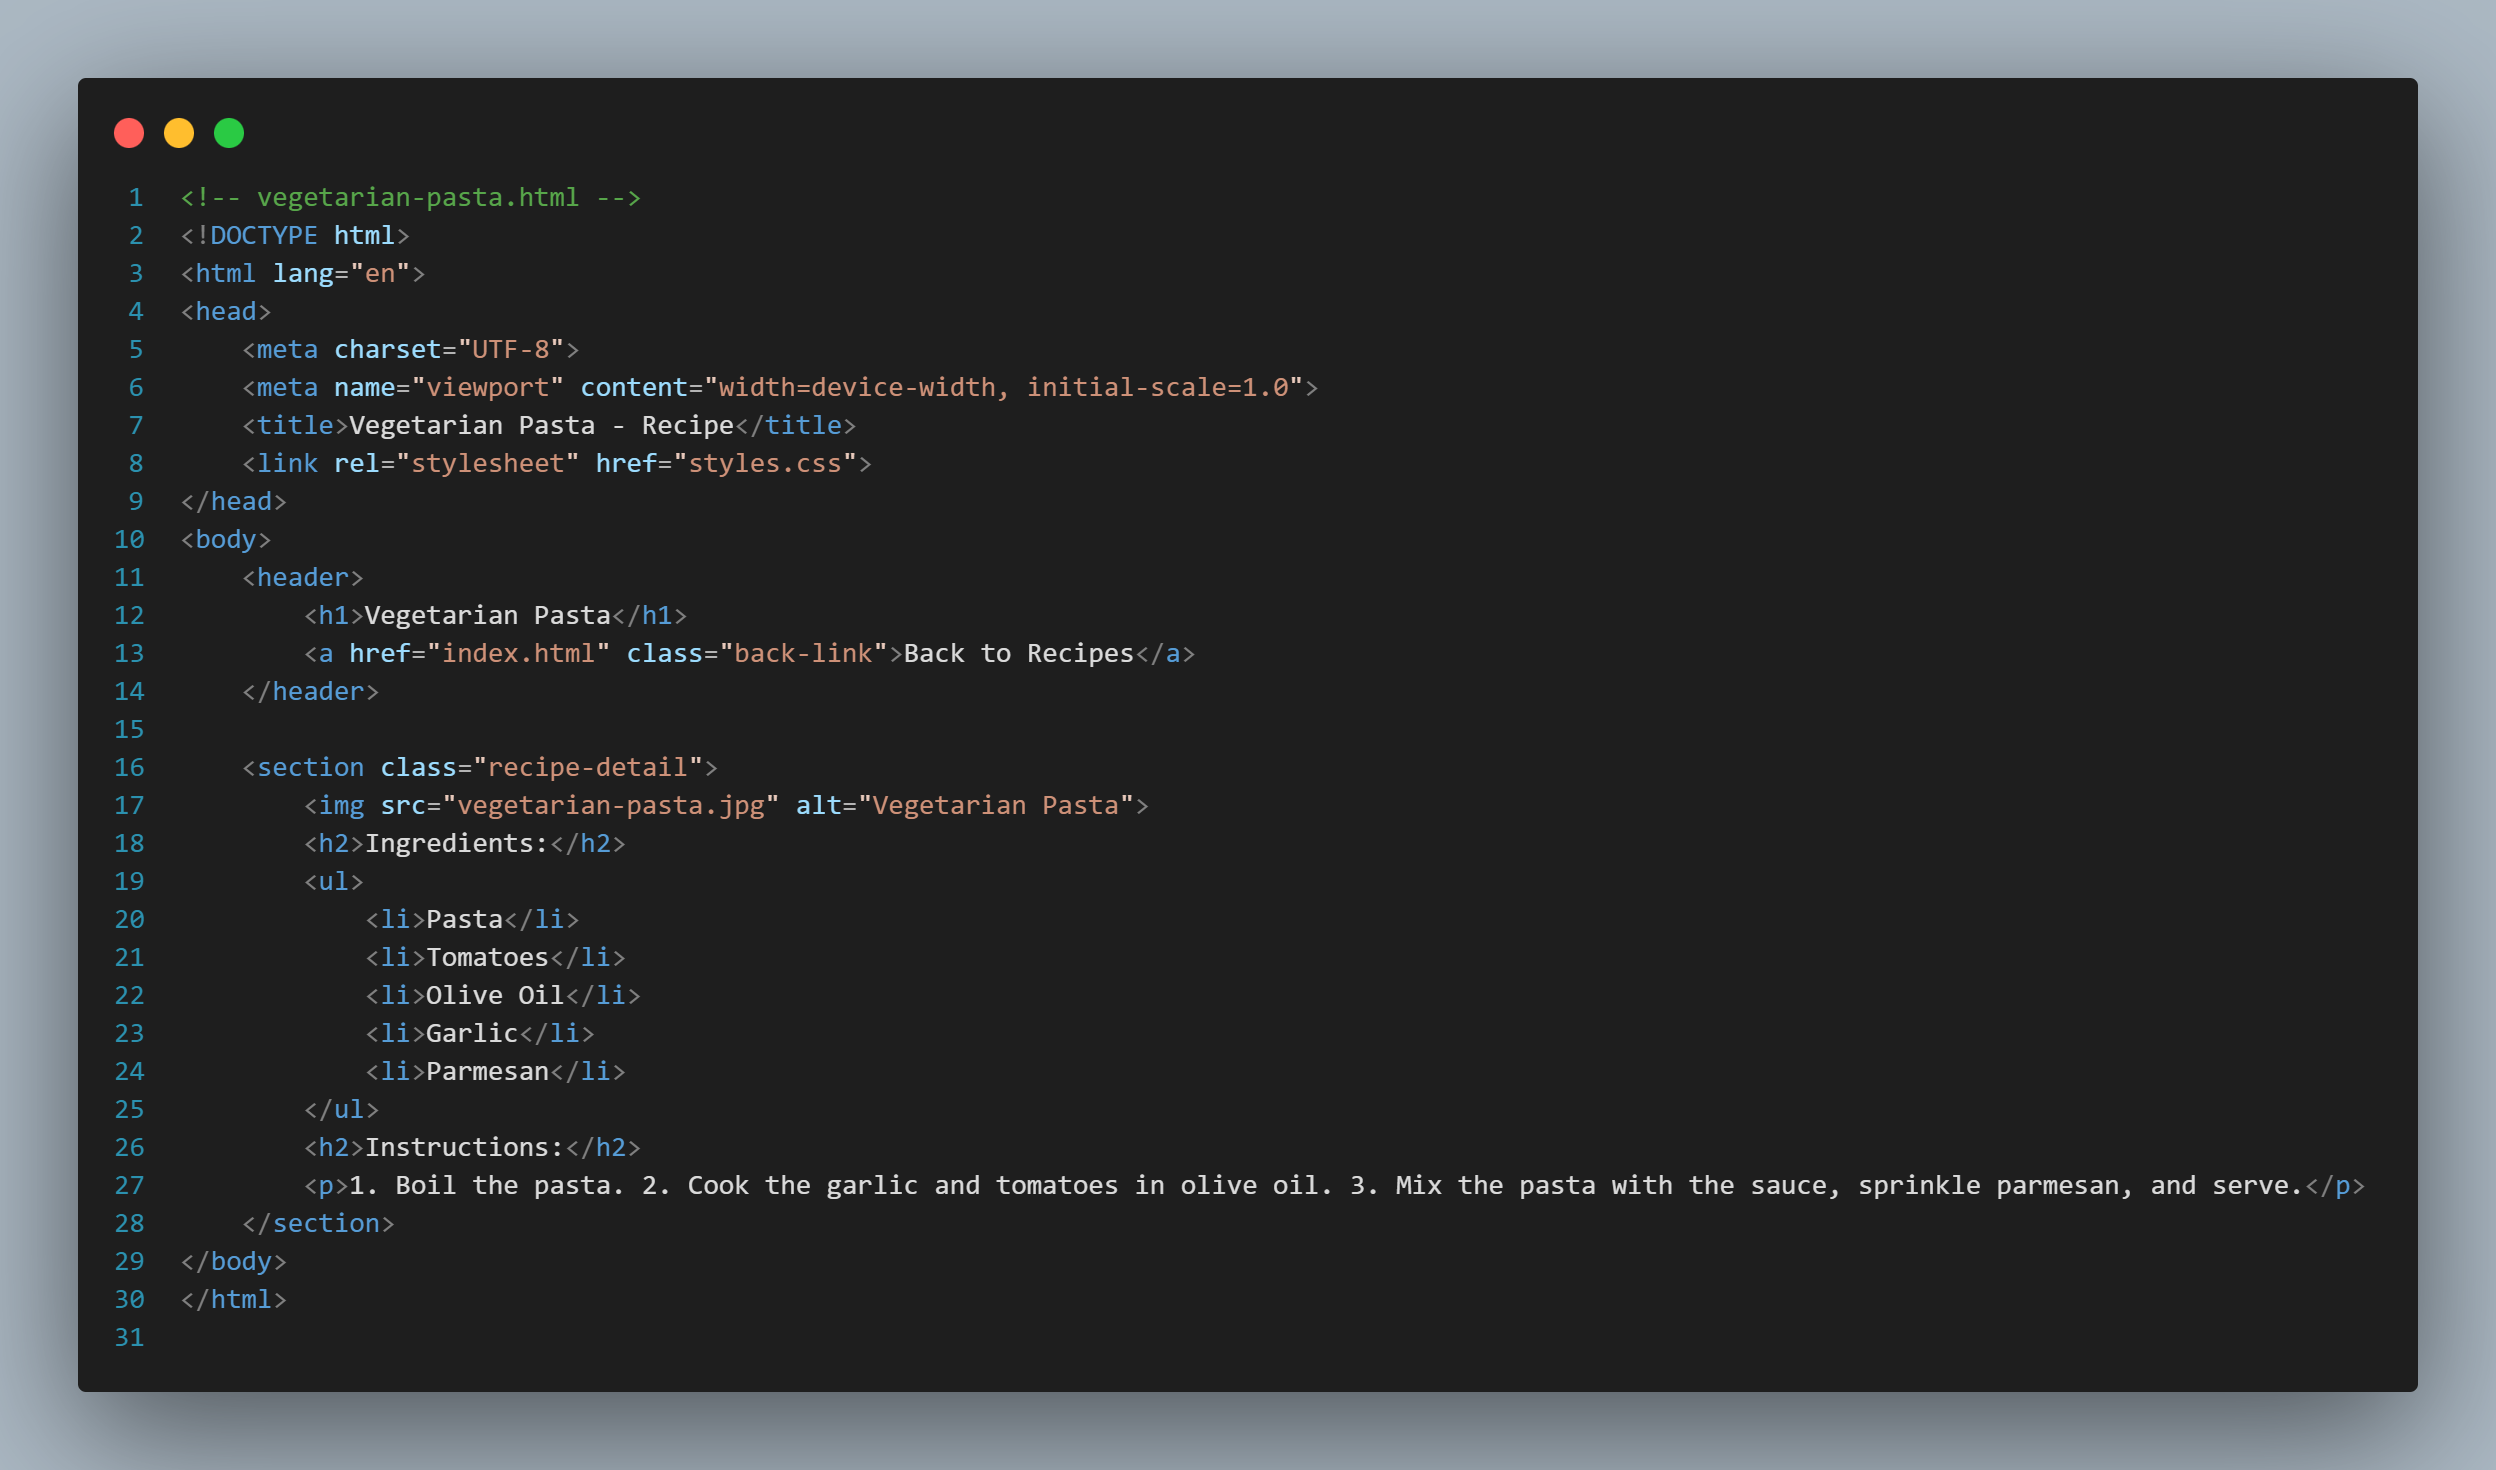 1 <!-- vegetarian-pasta.html -->
2 <!DOCTYPE html>
3 <html lang="en">
4 <head>
5     <meta charset="UTF-8">
6     <meta name="viewport" content="width=device-width, initial-scale=1.0">
7     <title>Vegetarian Pasta - Recipe</title>
8     <link rel="stylesheet" href="styles.css">
9 </head>
10 <body>
11     <header>
12         <h1>Vegetarian Pasta</h1>
13         <a href="index.html" class="back-link">Back to Recipes</a>
14     </header>
15
16     <section class="recipe-detail">
17         <img src="vegetarian-pasta.jpg" alt="Vegetarian Pasta">
18         <h2>Ingredients:</h2>
19         <ul>
20             <li>Pasta</li>
21             <li>Tomatoes</li>
22             <li>Olive Oil</li>
23             <li>Garlic</li>
24             <li>Parmesan</li>
25         </ul>
26         <h2>Instructions:</h2>
27         <p>1. Boil the pasta. 2. Cook the garlic and tomatoes in olive oil. 3. Mix the pasta with the sauce, sprinkle parmesan, and serve.</p>
28     </section>
29 </body>
30 </html>
31